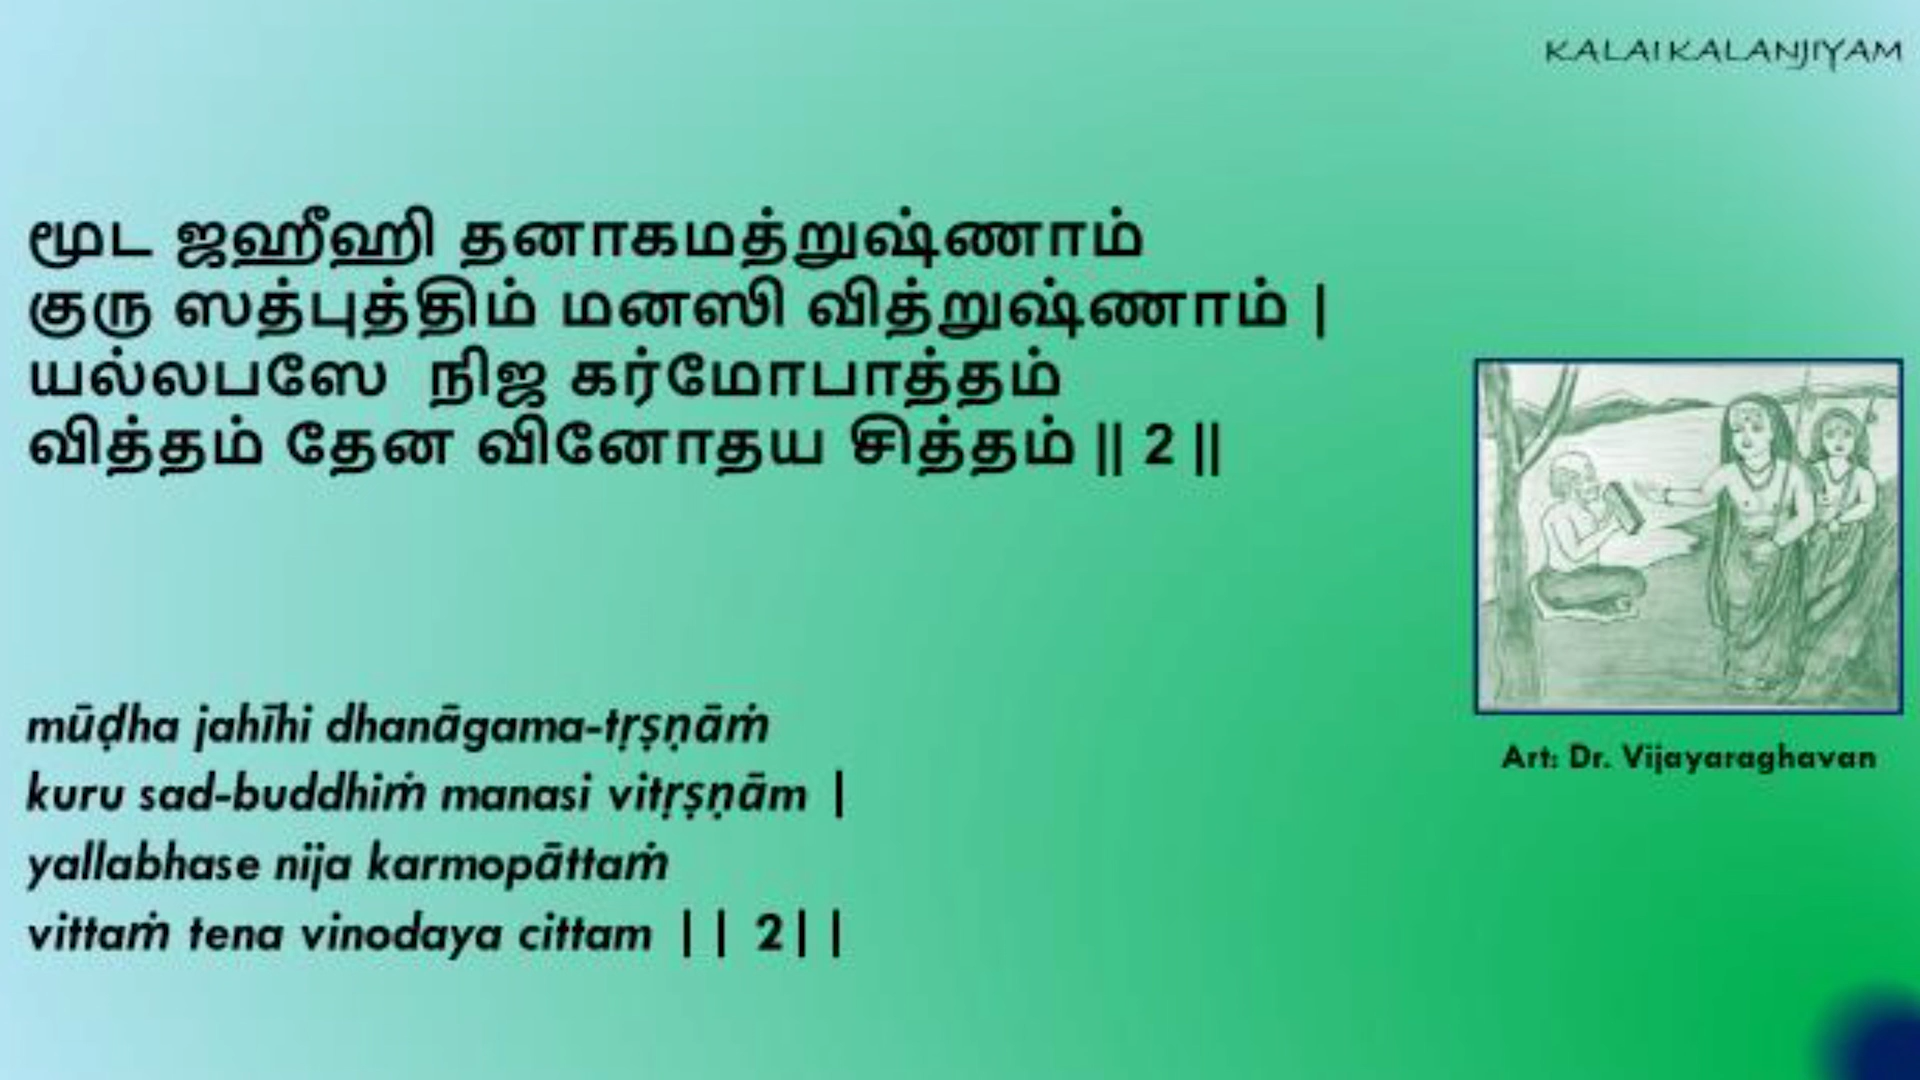 KALAI KALANJIYAM
மூட ஜஹீஹி தனாகமத்றுஷ்ணாம்
குரு ஸத்புத்திம் மனஸி வித்றுஷ்ணாம் |
யல்லபஸே நிஜ கர்மோபாத்தம்
வித்தம் தேன வினோதய சித்தம் || 2 ||
mūḍha jahīhi dhanāgama-tṛṣṇāṁ
kuru sad-buddhiṁ manasi vitṛṣṇām |
yallabhase nija karmopāttaṁ
vittaṁ tena vinodaya cittam || 2||
Art: Dr. Vijayaraghavan